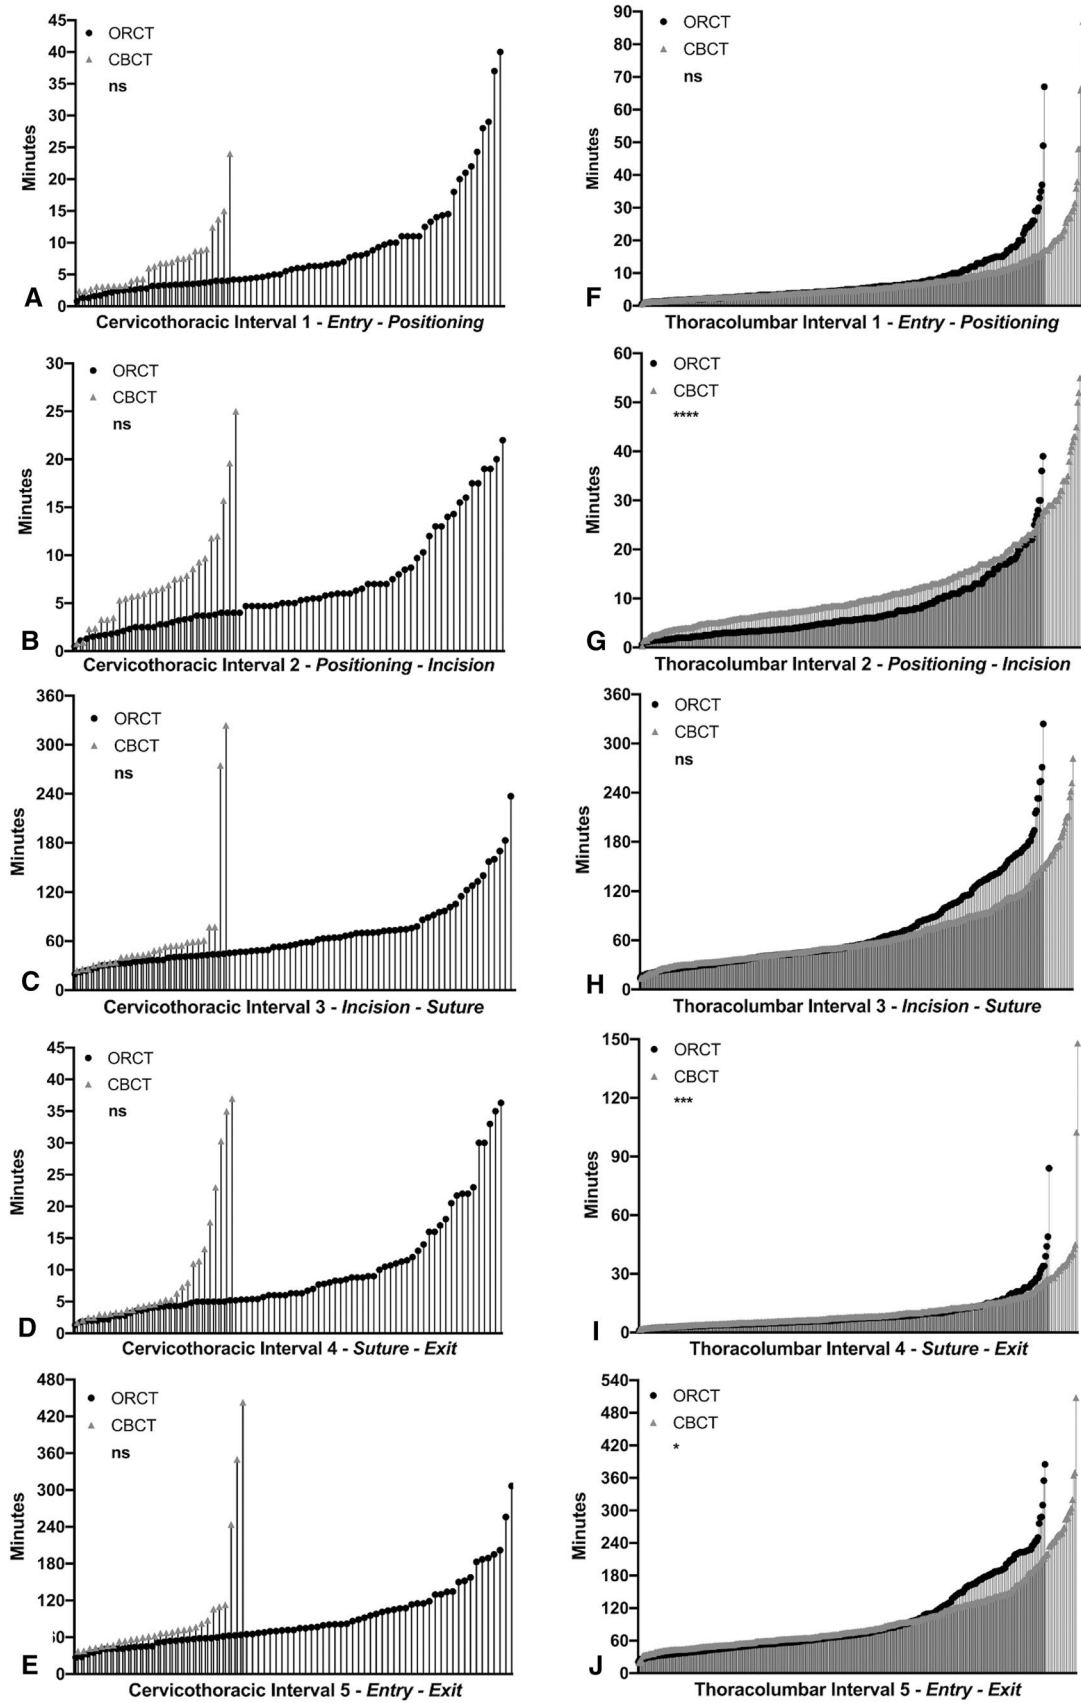 45
40
35
30
25
20
15
10
5
0
Minutes
ORCT
CBCT
ns
A
Cervicothoracic Interval 1 - Entry - Positioning
90
80
70
60
50
40
30
20
10
0
Minutes
ORCT
CBCT
ns
F
Thoracolumbar Interval 1 - Entry - Positioning
30
25
20
15
10
5
0
Minutes
ORCT
CBCT
ns
B
Cervicothoracic Interval 2 - Positioning - Incision
60
50
40
30
20
10
0
Minutes
ORCT
CBCT
****
G
Thoracolumbar Interval 2 - Positioning - Incision
360
300
240
180
120
60
0
Minutes
ORCT
CBCT
ns
C
Cervicothoracic Interval 3 - Incision - Suture
360
300
240
180
120
60
0
Minutes
ORCT
CBCT
ns
H
Thoracolumbar Interval 3 - Incision - Suture
45
40
35
30
25
20
15
10
5
0
Minutes
ORCT
CBCT
ns
D
Cervicothoracic Interval 4 - Suture - Exit
150
120
90
60
30
0
Minutes
ORCT
CBCT
***
I
Thoracolumbar Interval 4 - Suture - Exit
480
420
360
300
240
180
120
60
0
Minutes
ORCT
CBCT
ns
E
Cervicothoracic Interval 5 - Entry - Exit
540
480
420
360
300
240
180
120
60
0
Minutes
ORCT
CBCT
*
J
Thoracolumbar Interval 5 - Entry - Exit